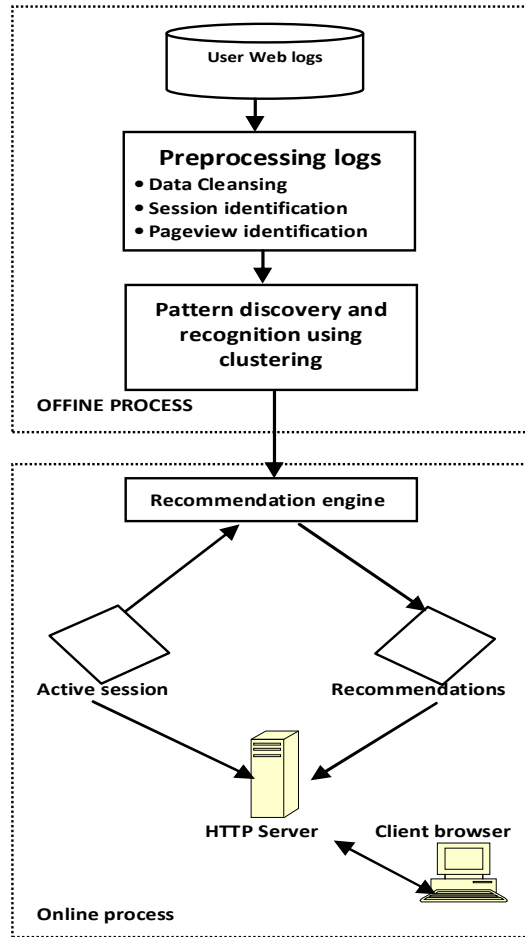 User Web logs
Preprocessing logs
• Data Cleansing
• Session identification
• Pageview identification
Pattern discovery and
recognition using
clustering
OFFINE PROCESS
Recommendation engine
Active session
Recommendations
HTTP Server
Client browser
Online process